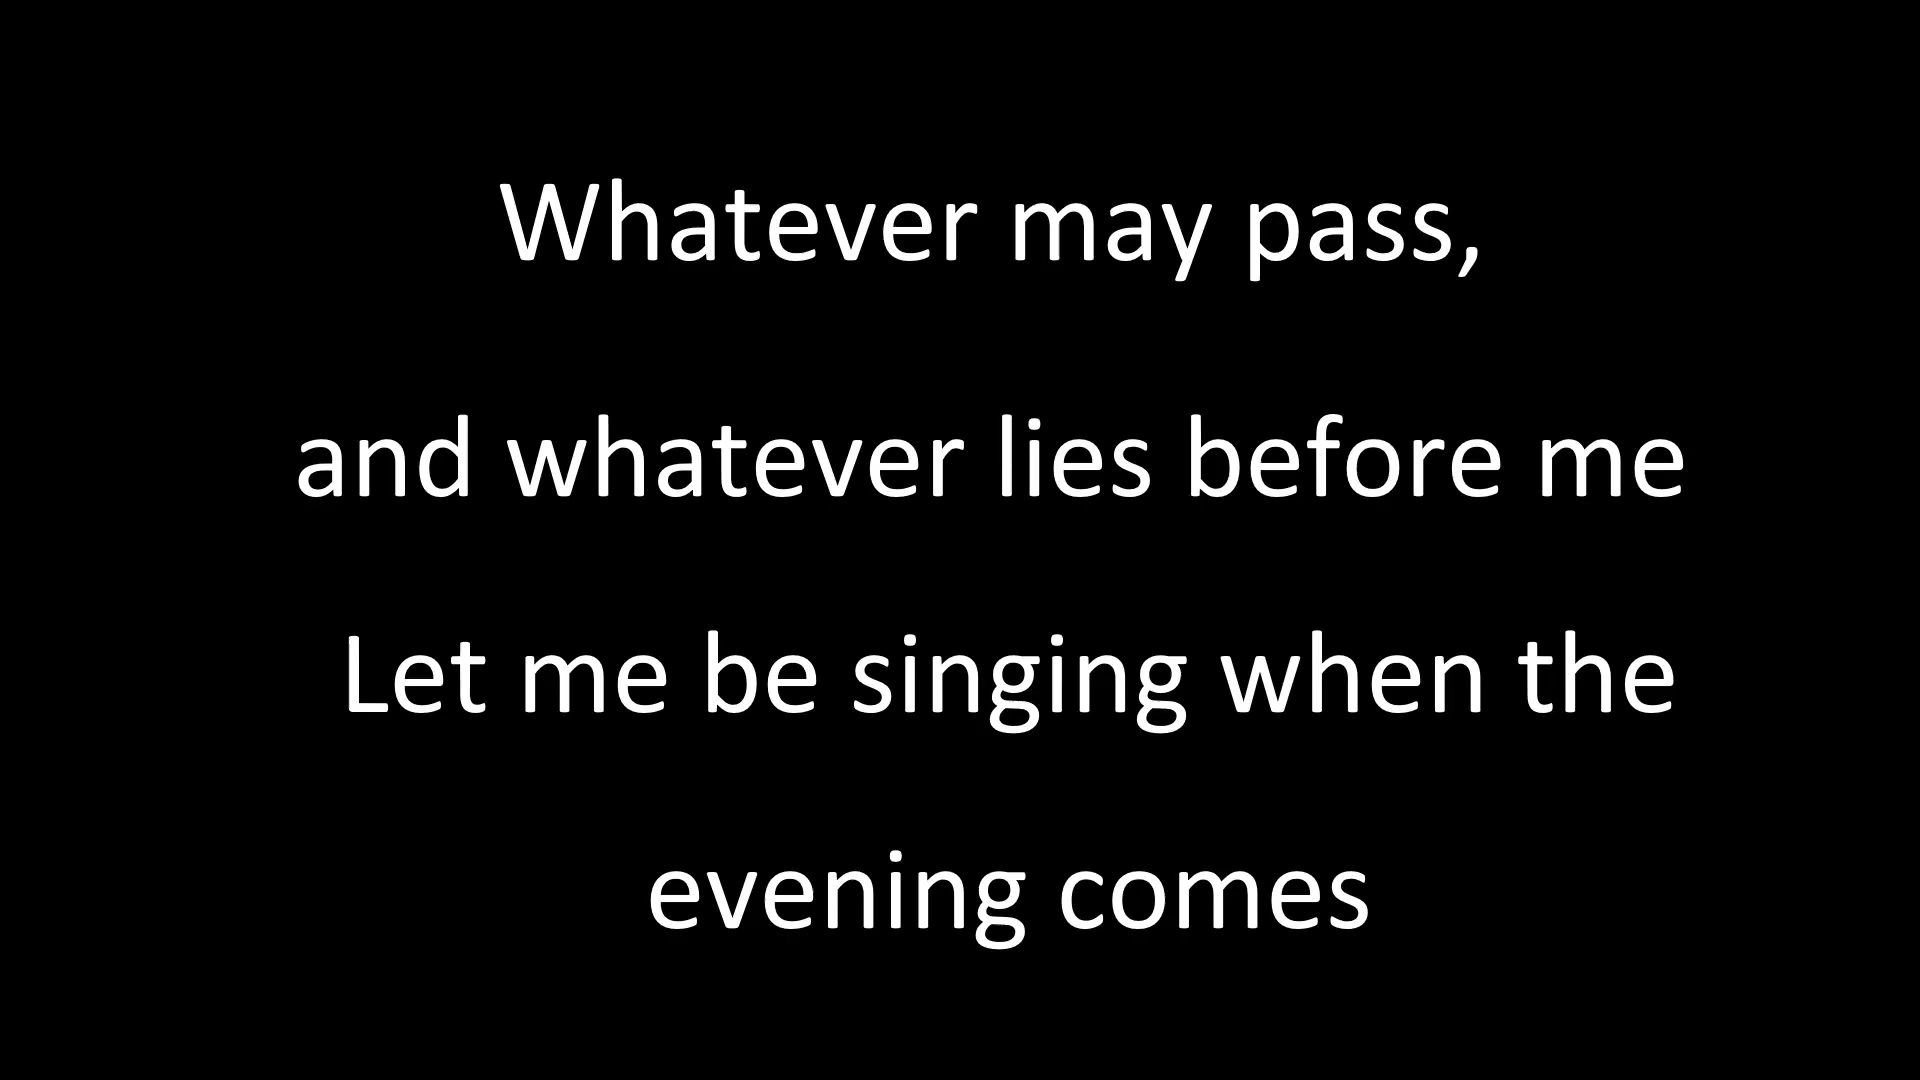 Whatever may pass,
and whatever lies before me
Let me be singing when the
evening comes